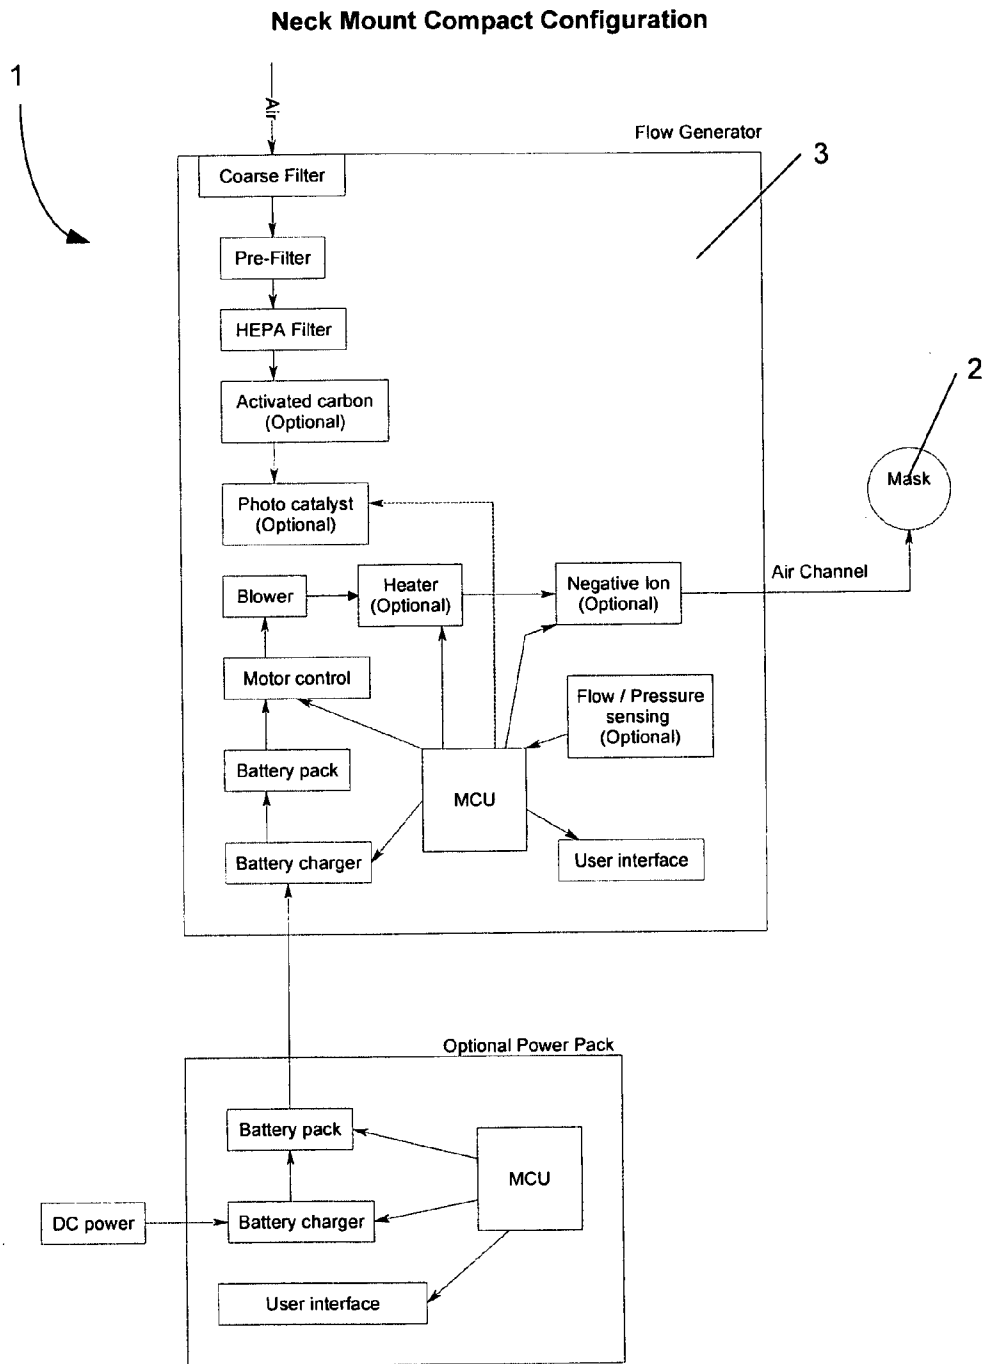 Neck Mount Compact Configuration
1
Air
Flow Generator
3
Coarse Filter
Pre-Filter
HEPA Filter
2
Activated carbon
(Optional)
Mask
Photo catalyst
(Optional)
Air Channel
Blower
Heater
(Optional)
Negative Ion
(Optional)
Motor control
Flow / Pressure
sensing
(Optional)
Battery pack
MCU
Battery charger
User interface
Optional Power Pack
Battery pack
MCU
DC power
Battery charger
User interface